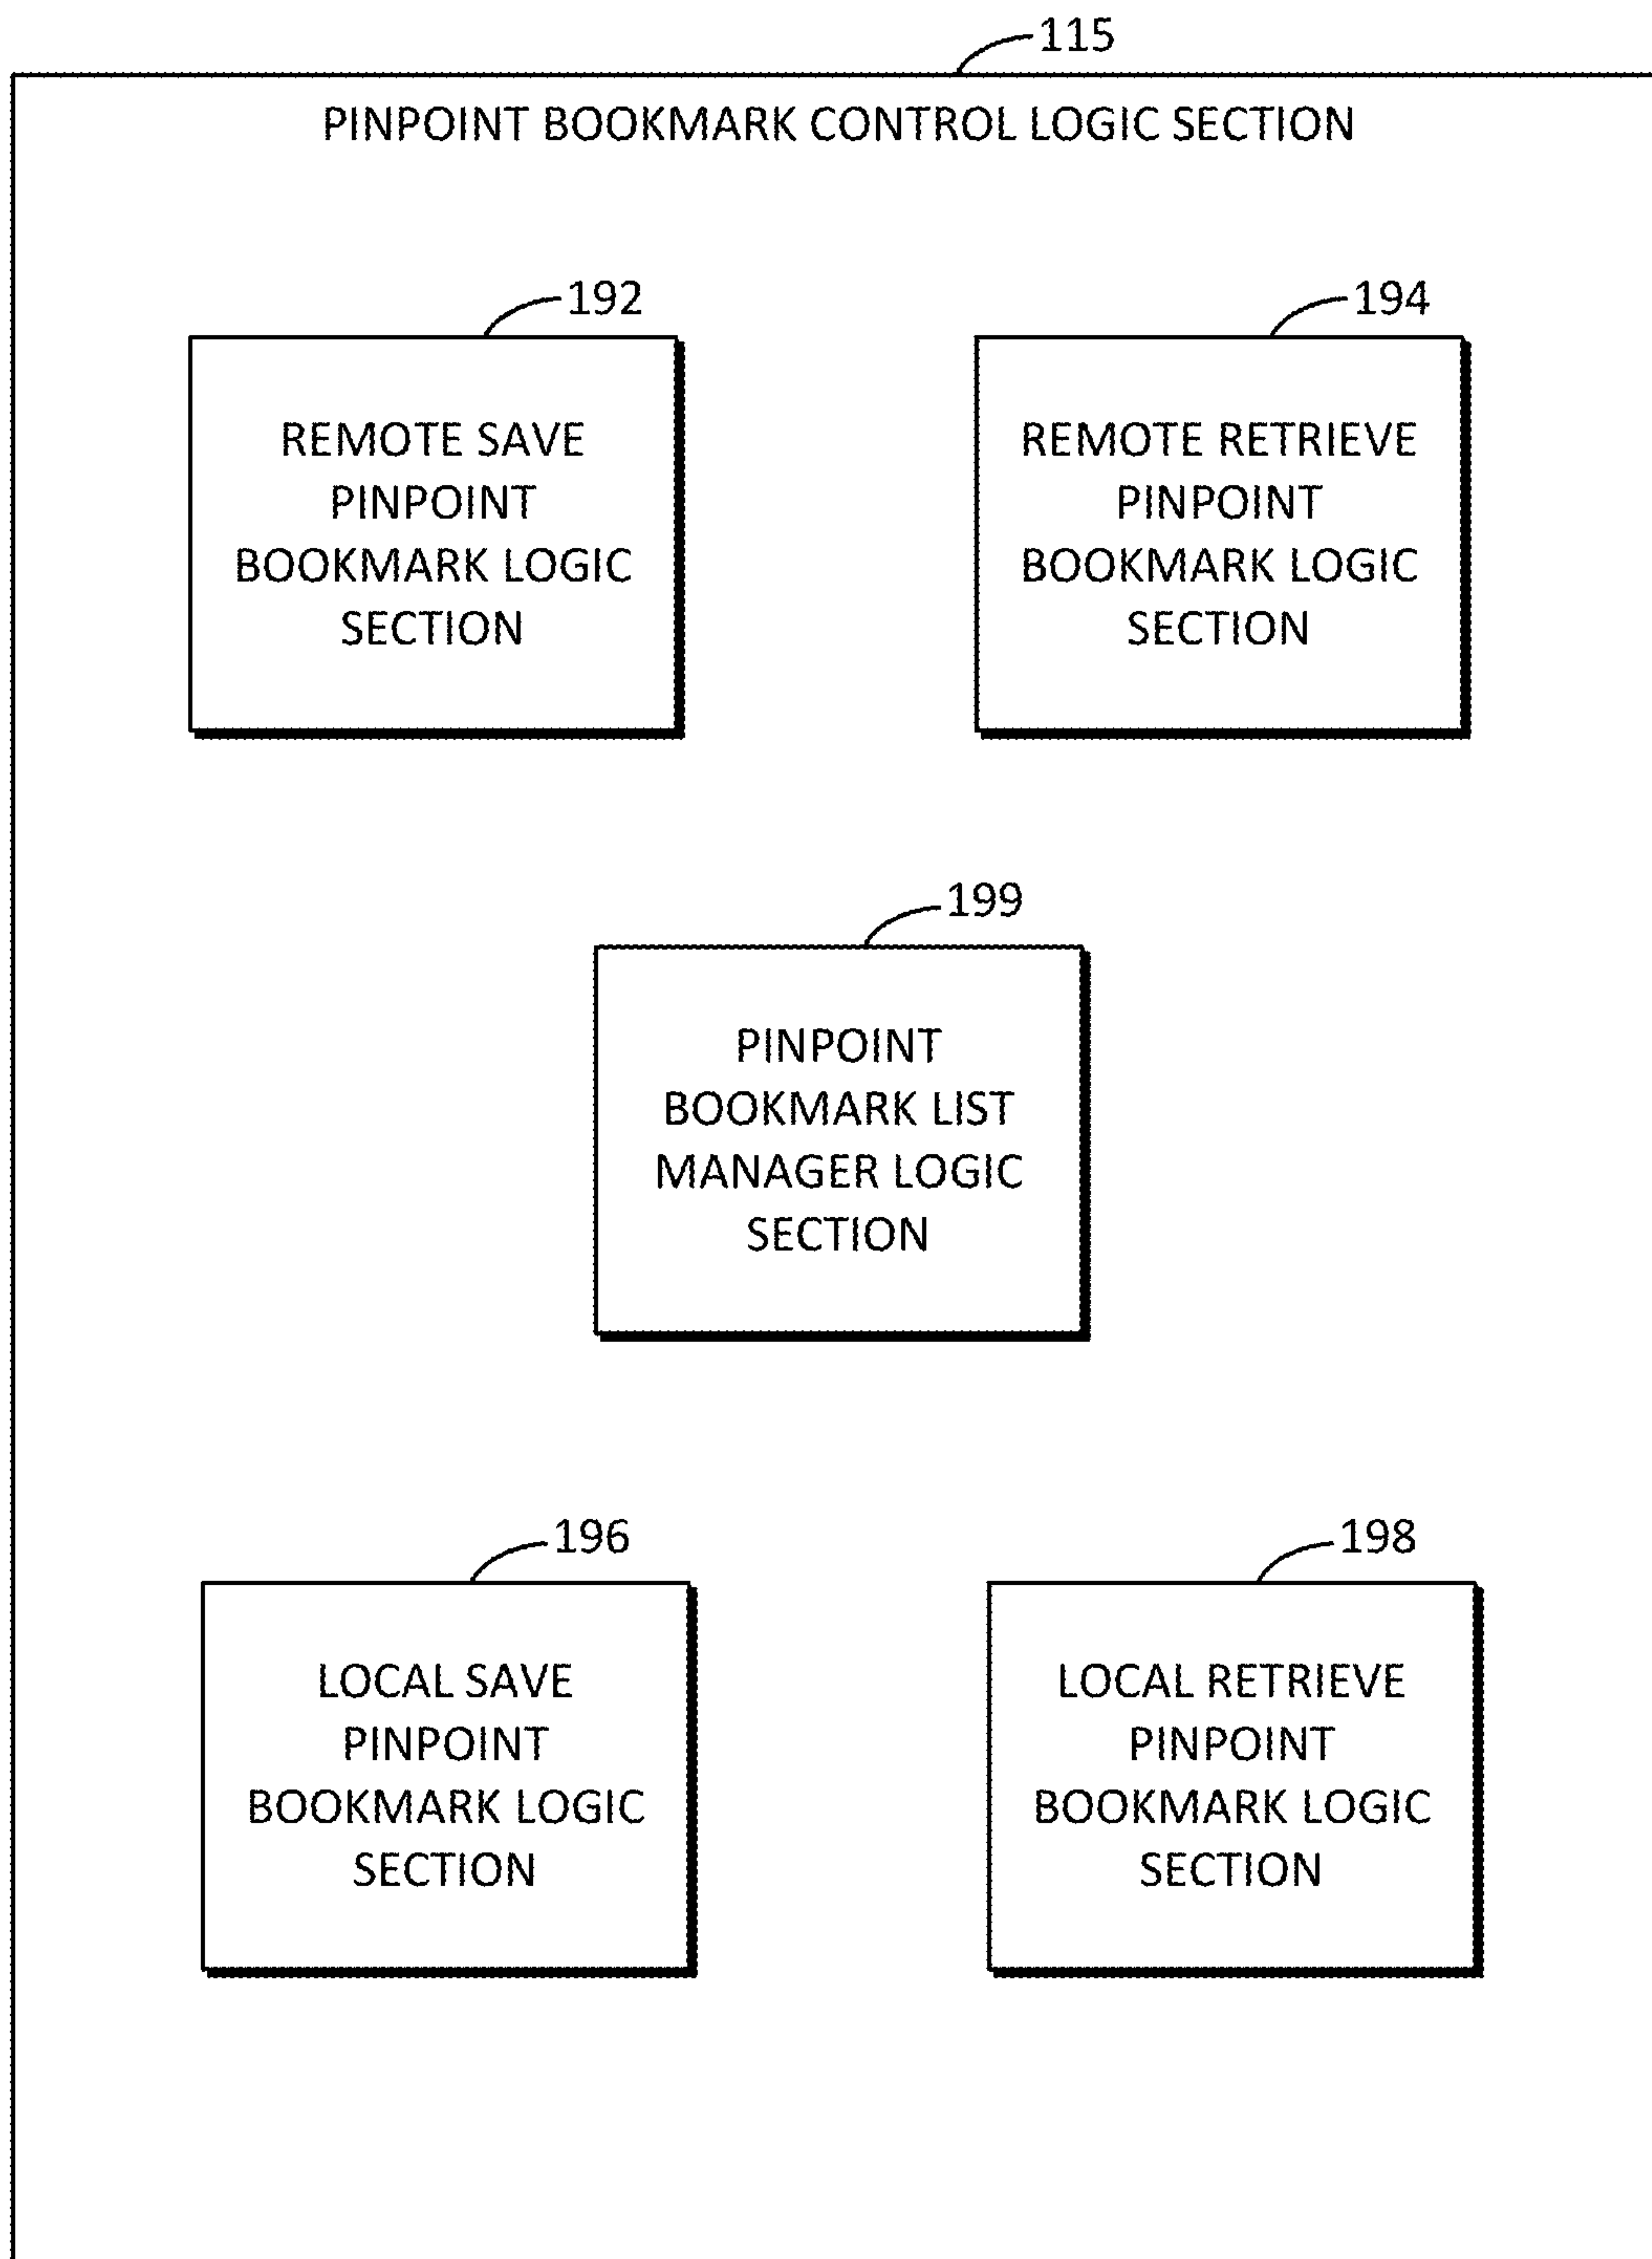 115
PINPOINT BOOKMARK CONTROL LOGIC SECTION
192
REMOTE SAVE
PINPOINT
BOOKMARK LOGIC
SECTION
194
REMOTE RETRIEVE
PINPOINT
BOOKMARK LOGIC
SECTION
199
PINPOINT
BOOKMARK LIST
MANAGER LOGIC
SECTION
196
LOCAL SAVE
PINPOINT
BOOKMARK LOGIC
SECTION
198
LOCAL RETRIEVE
PINPOINT
BOOKMARK LOGIC
SECTION